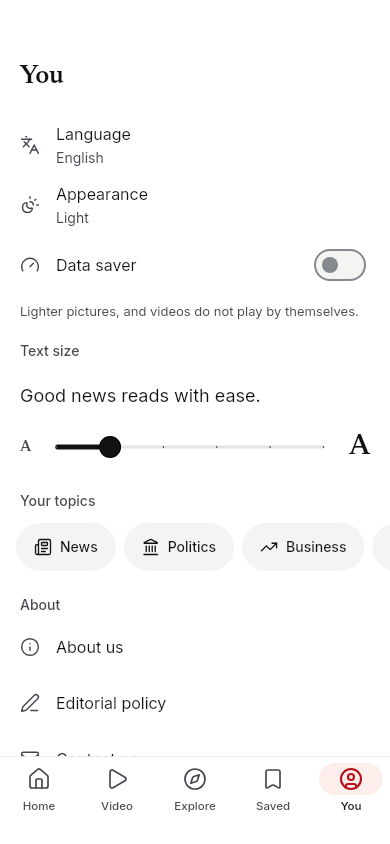 You
Language
English
Appearance
Light
Data saver
Lighter pictures, and videos do not play by themselves.
Text size
Good news reads with ease.
A A
Your topics
News Politics Business
About
About us
Editorial policy
Home Video Explore Saved You